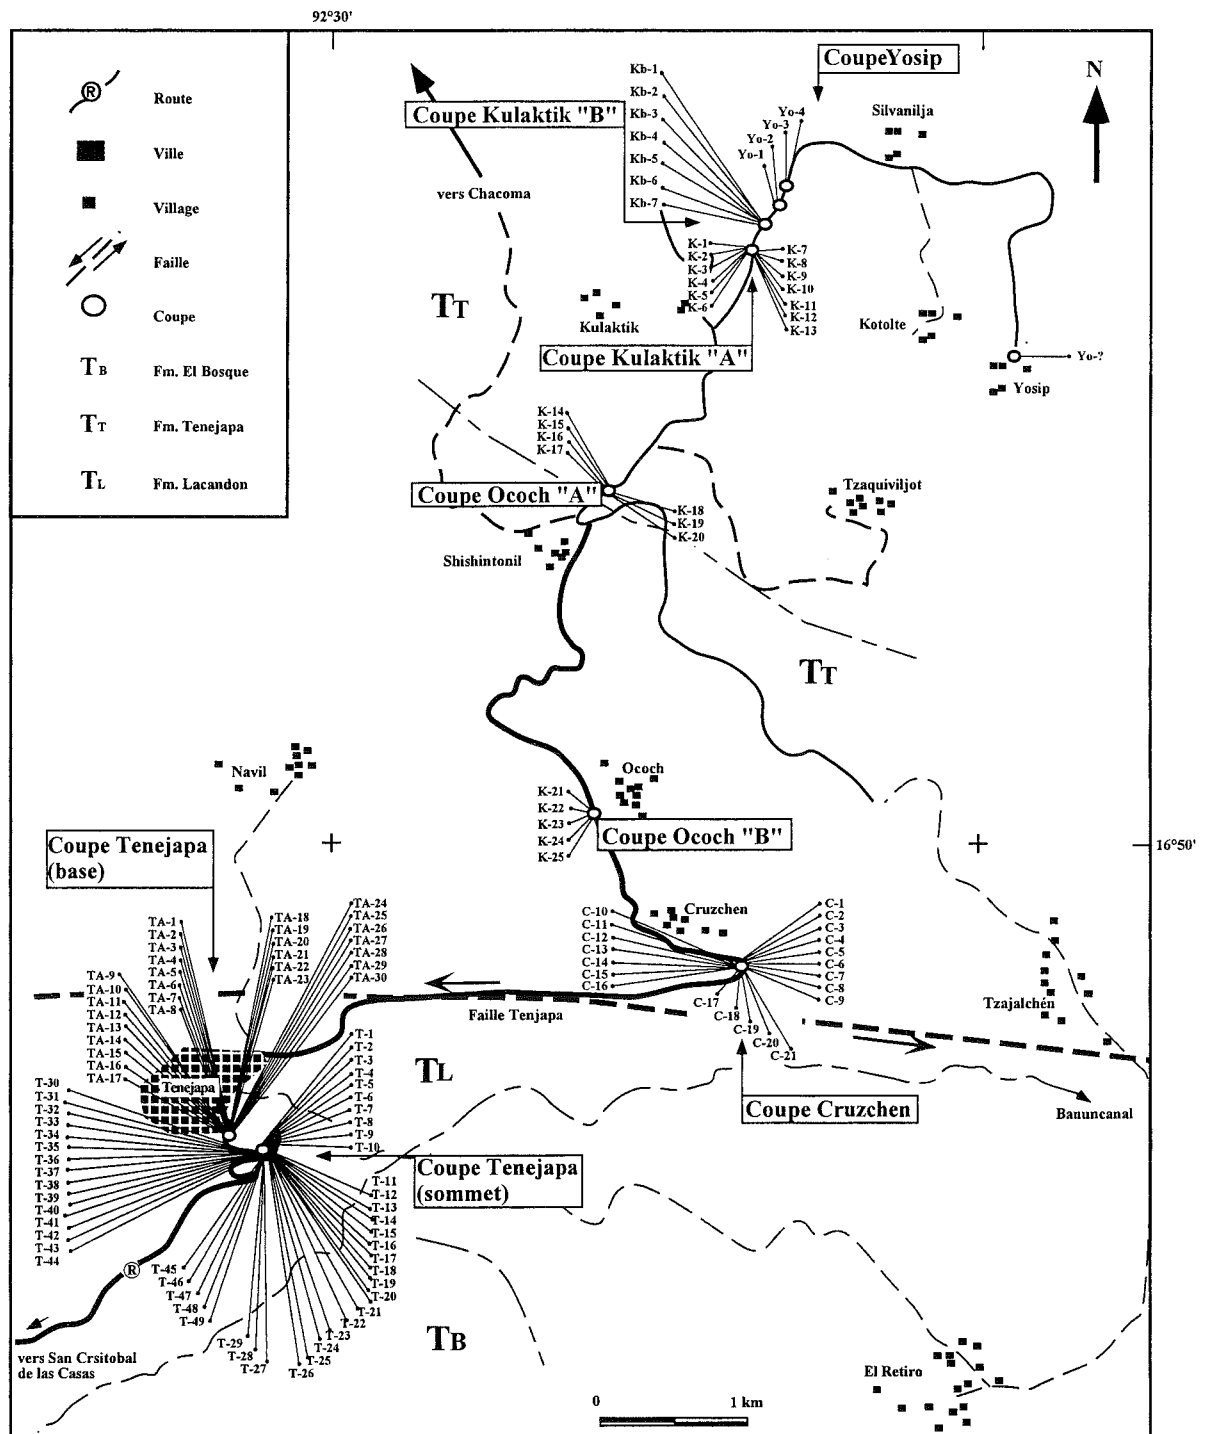 92°30'
Route
Ville
Village
Faille
Coupe
TB Fm. El Bosque
TT Fm. Tenejapa
TL Fm. Lacandon
R
N
CoupeYosip
Coupe Kulaktik "B"
Kb-1
Kb-2
Kb-3
Kb-4
Kb-5
Kb-6
Kb-7
Yo-4
Yo-3
Yo-2
Yo-1
Silvanilja
vers Chacoma
K-1
K-2
K-3
K-4
K-5
K-6
K-7
K-8
K-9
K-10
K-11
K-12
K-13
TT
Kulaktik
Kotolte
Coupe Kulaktik "A"
Yo-?
Yosip
K-14
K-15
K-16
K-17
Coupe Ococh "A"
K-18
K-19
K-20
Tzaquiviljot
Shishintonil
TT
Navil
Ococh
K-21
K-22
K-23
K-24
K-25
Coupe Ococh "B"
16°50'
Coupe Tenejapa
(base)
TA-1
TA-2
TA-3
TA-4
TA-5
TA-6
TA-7
TA-8
TA-9
TA-10
TA-11
TA-12
TA-13
TA-14
TA-15
TA-16
TA-17
TA-18
TA-19
TA-20
TA-21
TA-22
TA-23
TA-24
TA-25
TA-26
TA-27
TA-28
TA-29
TA-30
Cruzchen
C-10
C-11
C-12
C-13
C-14
C-15
C-16
C-1
C-2
C-3
C-4
C-5
C-6
C-7
C-8
C-9
C-17
C-18
C-19
C-20
C-21
Tzajalchén
Faille Tenjapa
TL
Tenejapa
T-1
T-2
T-3
T-4
T-5
T-6
T-7
T-8
T-9
T-10
Coupe Cruzchen
Bauuncanal
Coupe Tenejapa
(sommet)
T-30
T-31
T-32
T-33
T-34
T-35
T-36
T-37
T-38
T-39
T-40
T-41
T-42
T-43
T-44
T-11
T-12
T-13
T-14
T-15
T-16
T-17
T-18
T-19
T-20
T-21
T-22
T-23
T-24
T-25
T-26
T-27
T-28
T-29
T-45
T-46
T-47
T-48
T-49
R
TB
vers San Crsitobal
de las Casas
El Retiro
0 1 km